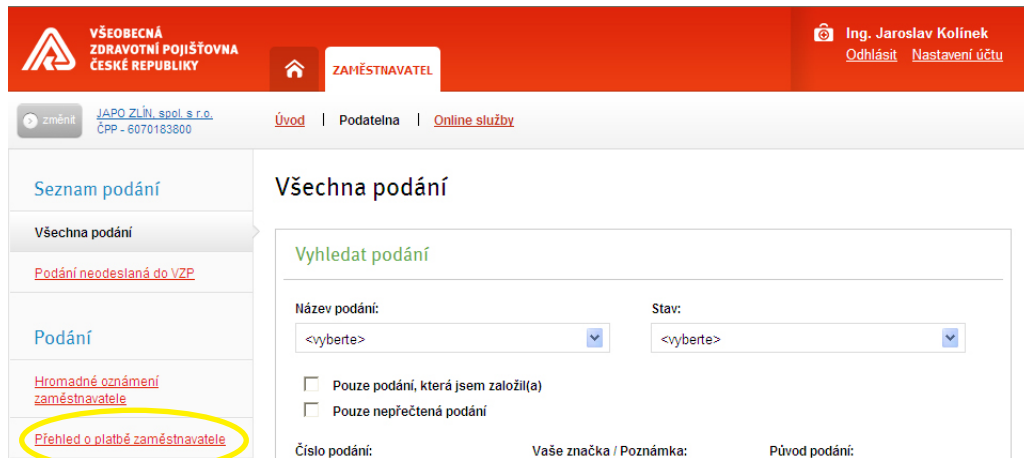 VŠEOBECNÁ
ZDRAVOTNÍ POJIŠŤOVNA
ČESKÉ REPUBLIKY
ZAMĚSTNAVATEL
Ing. Jaroslav Kolínek
Odhlásit Nastavení účtu
změnit
JAPO ZLÍN, spol. s r.o.
ČPP - 6070183800
Úvod | Podatelna | Online služby
Seznam podání
Všechna podání
Podání neodeslaná do VZP
Podání
Hromadné oznámení
zaměstnavatele
Přehled o platbě zaměstnavatele
Všechna podání
Vyhledat podání
Název podání: Stav:
<vyberte> <vyberte>
Pouze podání, která jsem založil(a)
Pouze nepřečtená podání
Číslo podání: Vaše značka / Poznámka: Původ podání: